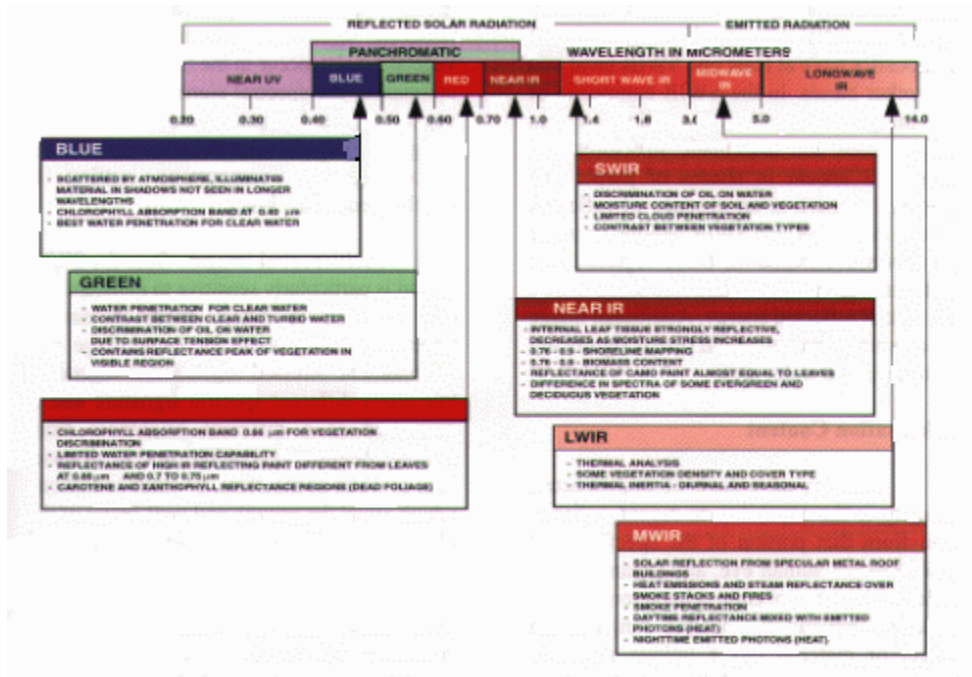 REFLECTED SOLAR RADIATION
EMITTED RADIATION
PANCHROMATIC
WAVELENGTH IN MICROMETERS
NEAR UV
BLUE
GREEN
RED
NEAR IR
SHORT WAVE IR
MIDWAVE
IR
LONGWAVE
IR
0.20
0.30
0.40
0.50
0.60
0.70
1.0
1.4
1.8
5.0
14.0
BLUE
- SCATTERED BY ATMOSPHERE, ILLUMINATES
MATERIAL IN SHADOWS NOT SEEN IN LONGER
WAVELENGTHS
- CHLOROPHYLL ABSORPTION BAND AT μm
- BEST WATER PENETRATION FOR CLEAR WATER
GREEN
- WATER PENETRATION FOR CLEAR WATER
- CONTRAST BETWEEN CLEAR AND TURBID WATER
- DISCRIMINATION OF OIL ON WATER
DUE TO SURFACE TENSION EFFECT
- CONTAINS REFLECTANCE PEAK OF VEGETATION IN
VISIBLE REGION
- CHLOROPHYLL ABSORPTION BAND μm FOR VEGETATION
DISCRIMINATION
- LIMITED WATER PENETRATION CAPABILITY
- REFLECTANCE OF HIGH IR REFLECTING PAINT DIFFERENT FROM LEAVES
AT μm AND 0.7 TO 0.75 μm
- CAROTENE AND XANTHOPHYLL REFLECTANCE REGIONS (DEAD FOLIAGE)
SWIR
- DISCRIMINATION OF OIL ON WATER
- MOISTURE CONTENT OF SOIL AND VEGETATION
- LIMITED CLOUD PENETRATION
- CONTRAST BETWEEN VEGETATION TYPES
NEAR IR
- INTERNAL LEAF TISSUE STRONGLY REFLECTIVE,
DECREASES AS MOISTURE STRESS INCREASES
- 0.76 - 0.9 - SHORELINE MAPPING
- 0.76 - 0.9 - BIOMASS CONTENT
- REFLECTANCE OF CAMO PAINT ALMOST EQUAL TO LEAVES
- DIFFERENCE IN SPECTRA OF SOME EVERGREEN AND
DECIDUOUS VEGETATION
LWIR
- THERMAL ANALYSIS
- SOME VEGETATION DENSITY AND COVER TYPE
- THERMAL INERTIA - DIURNAL AND SEASONAL
MWIR
- SOLAR REFLECTION FROM SPECULAR METAL ROOF
BUILDINGS
- HEAT EMISSIONS AND STEAM REFLECTANCE OVER
SMOKE STACKS AND FIRES
- SMOKE PENETRATION
- DAYTIME REFLECTANCE MIXED WITH EMITTED
PHOTONS (HEAT)
- NIGHTTIME EMITTED PHOTONS (HEAT).